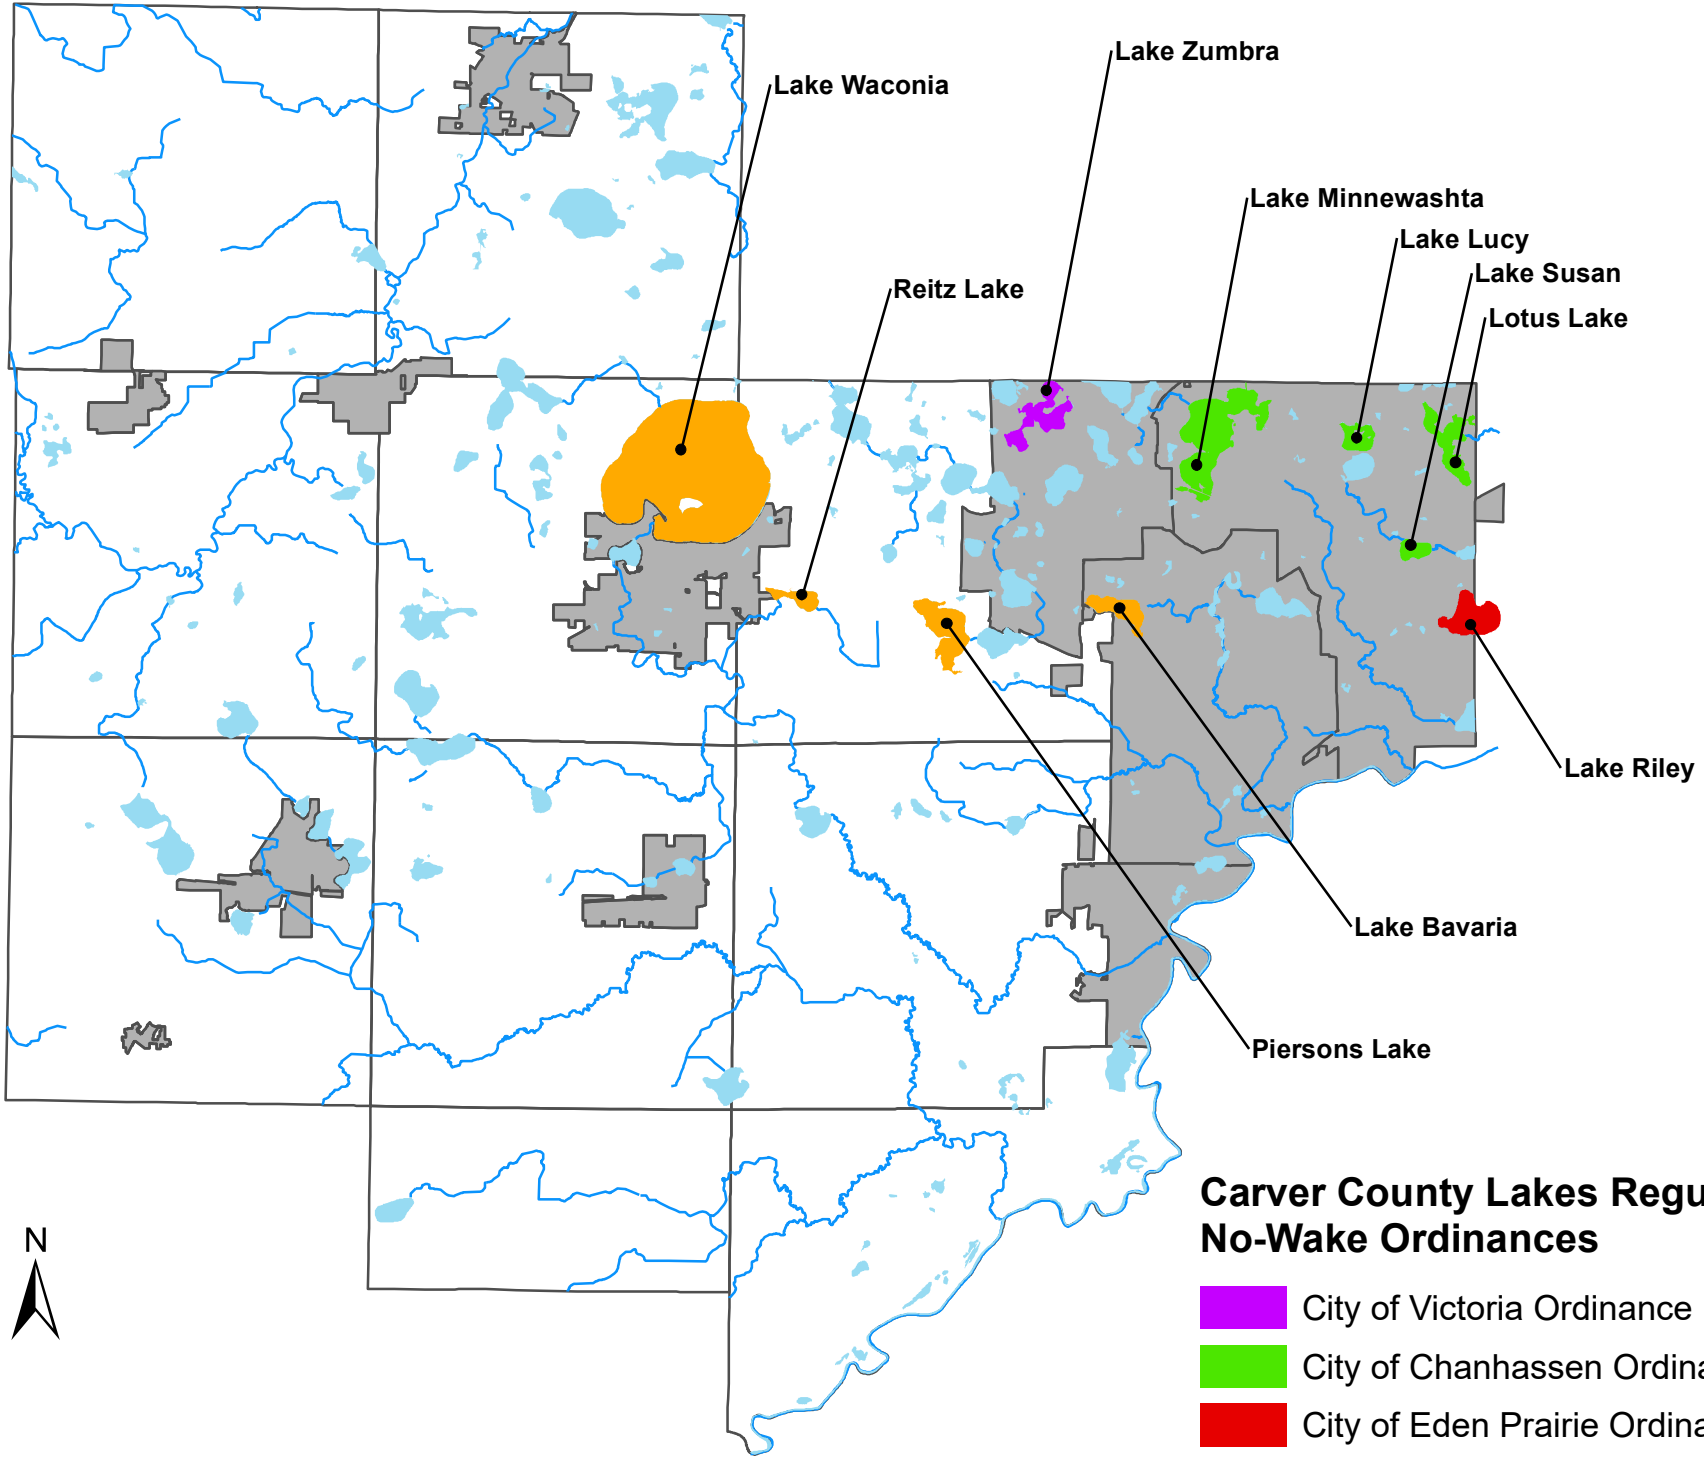 Lake Zumbra
Lake Waconia
Lake Minnewashta
Lake Lucy
Lake Susan
Reitz Lake
Lotus Lake
Lake Riley
Lake Bavaria
Piersons Lake
Carver County Lakes Regu
No-Wake Ordinances
N
City of Victoria Ordinance
City of Chanhassen Ordina
City of Eden Prairie Ordina